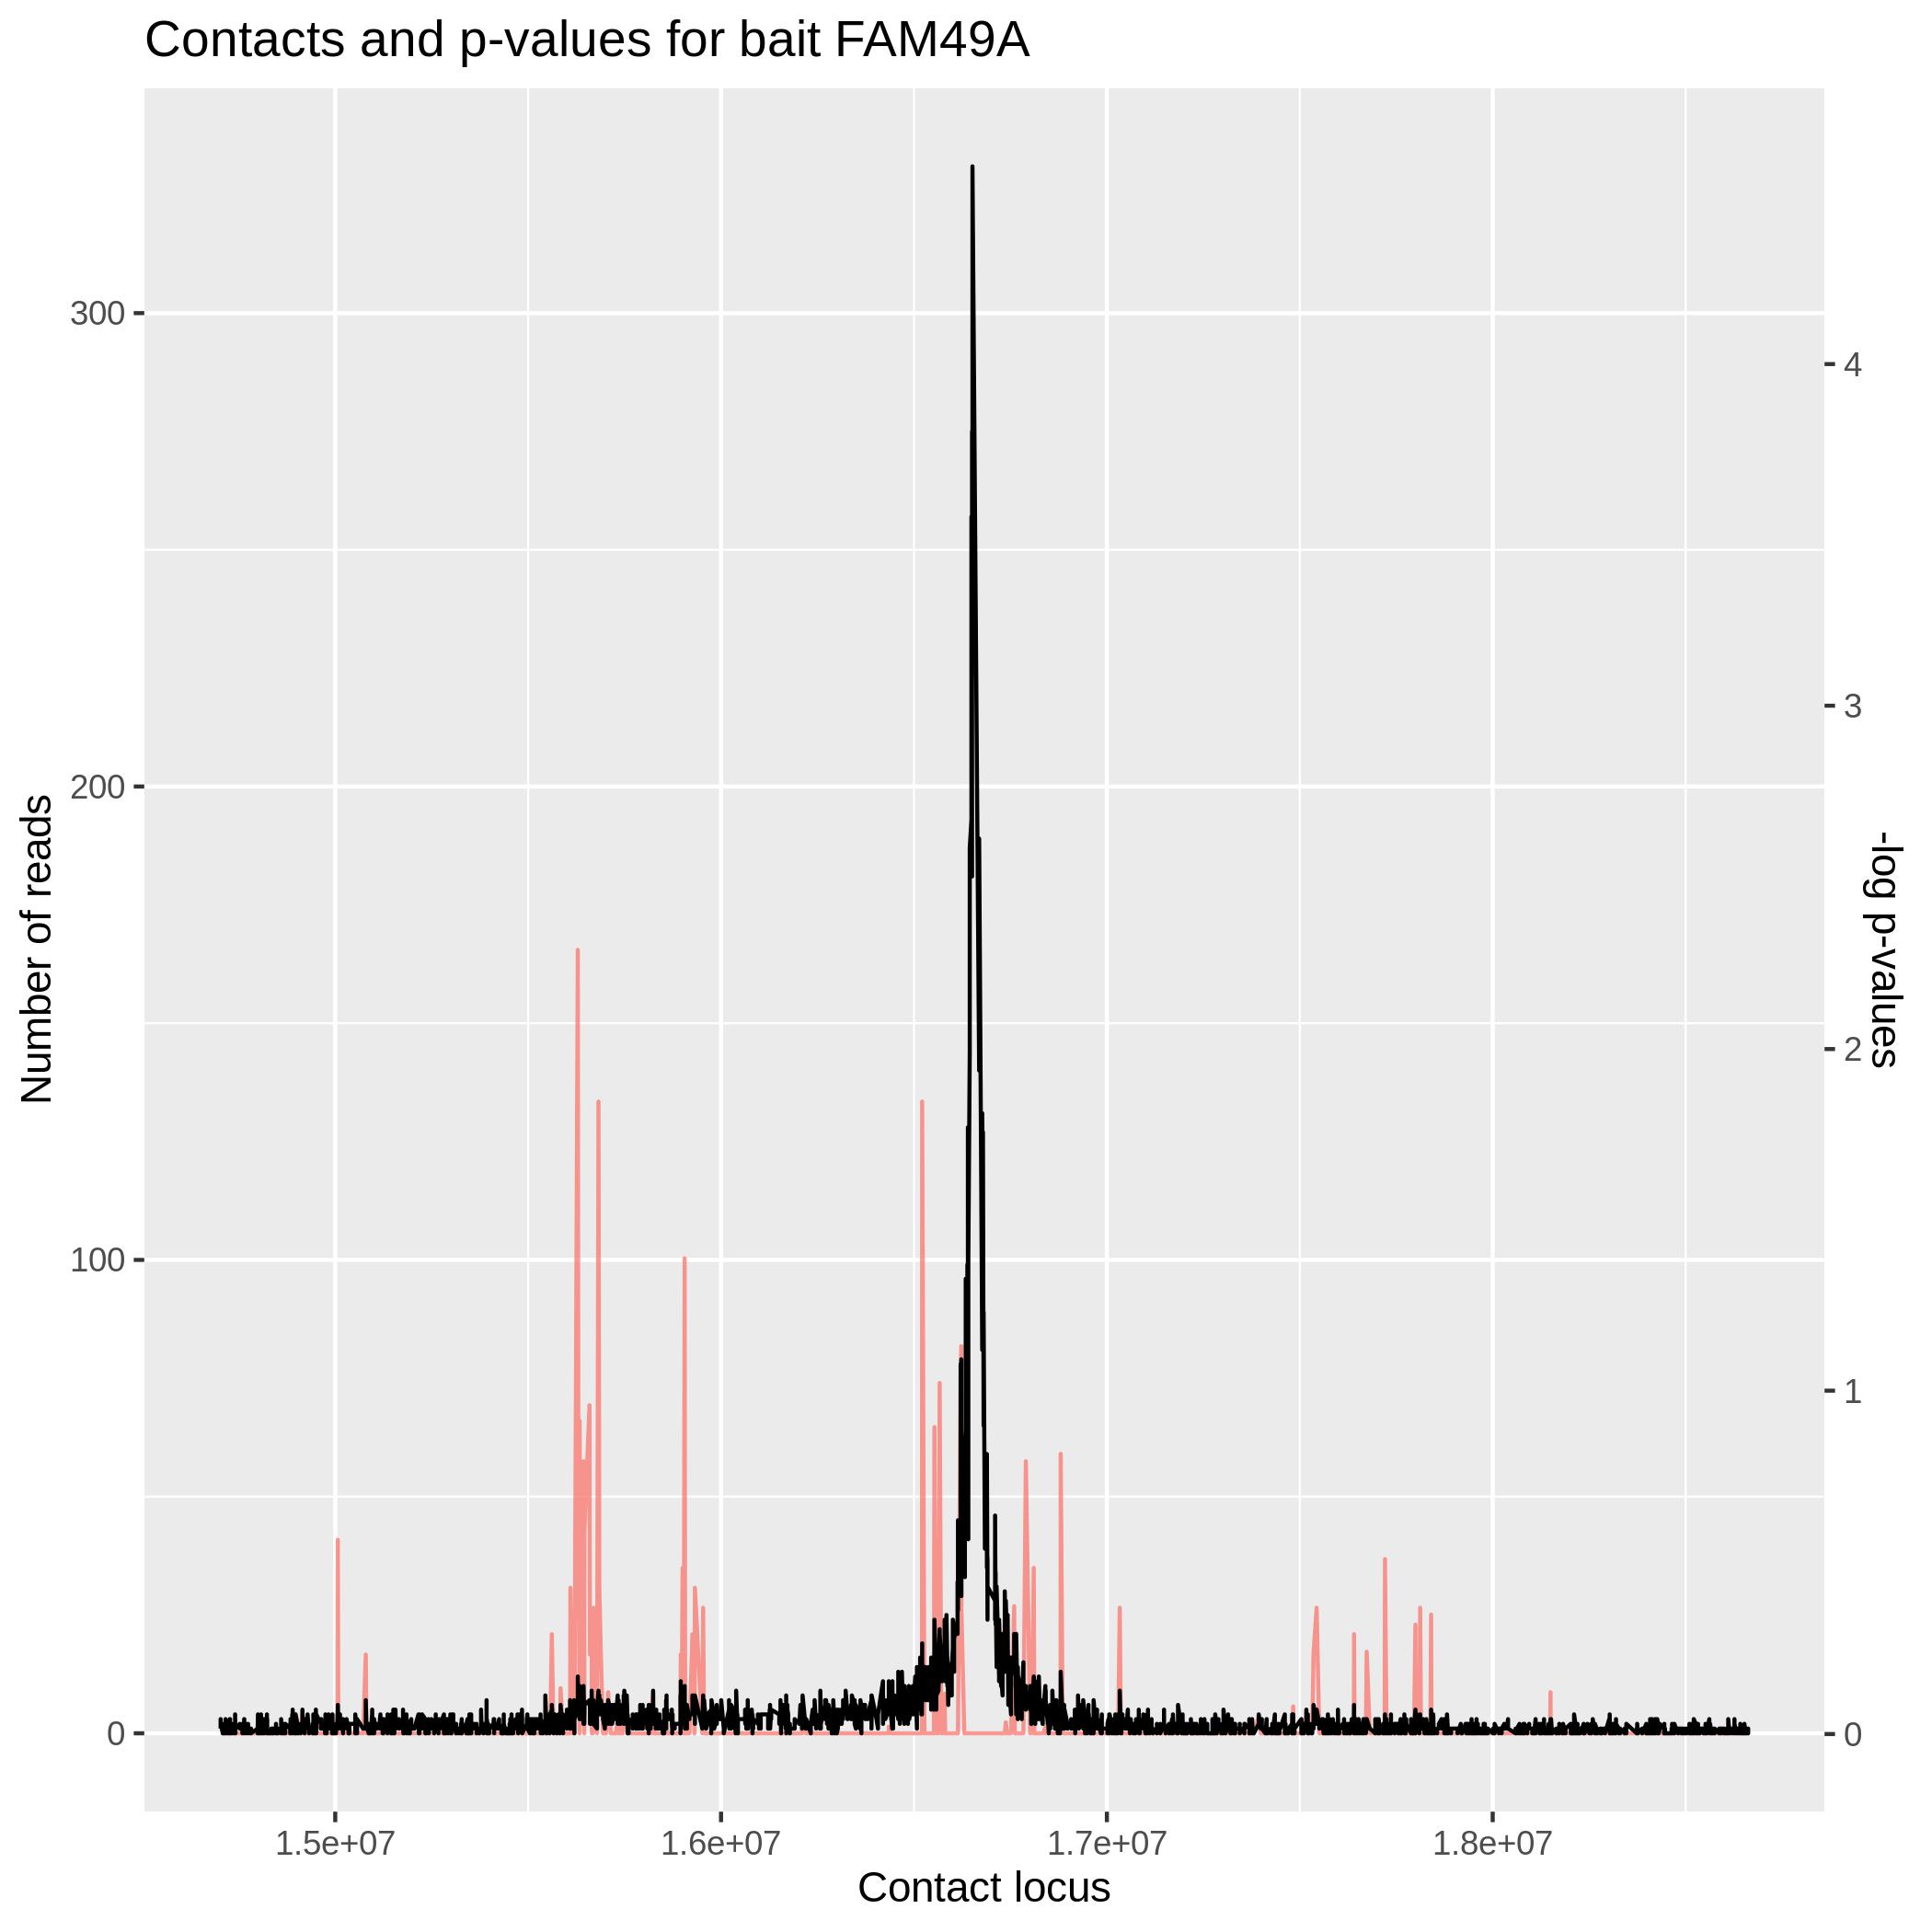 Contacts and p-values for bait FAM49A
Number of reads
300
200
100
0
4
3
2
1
0
-log p-values
1.5e+07
1.6e+07
1.7e+07
1.8e+07
Contact locus